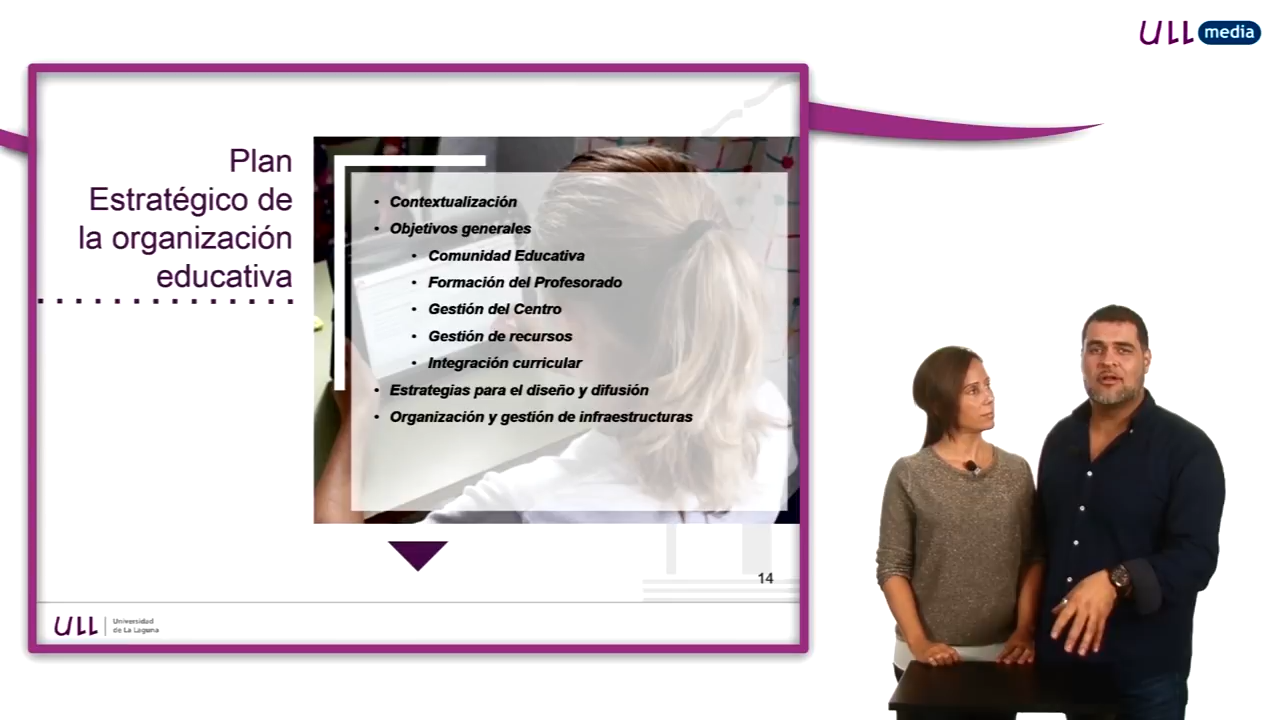 ULL media
Plan
Estratégico de
la organización
educativa
• Contextualización
• Objetivos generales
• Comunidad Educativa
• Formación del Profesorado
• Gestión del Centro
• Gestión de recursos
• Integración curricular
• Estrategias para el diseño y difusión
• Organización y gestión de infraestructuras
14
ULL
Universidad
de La Laguna